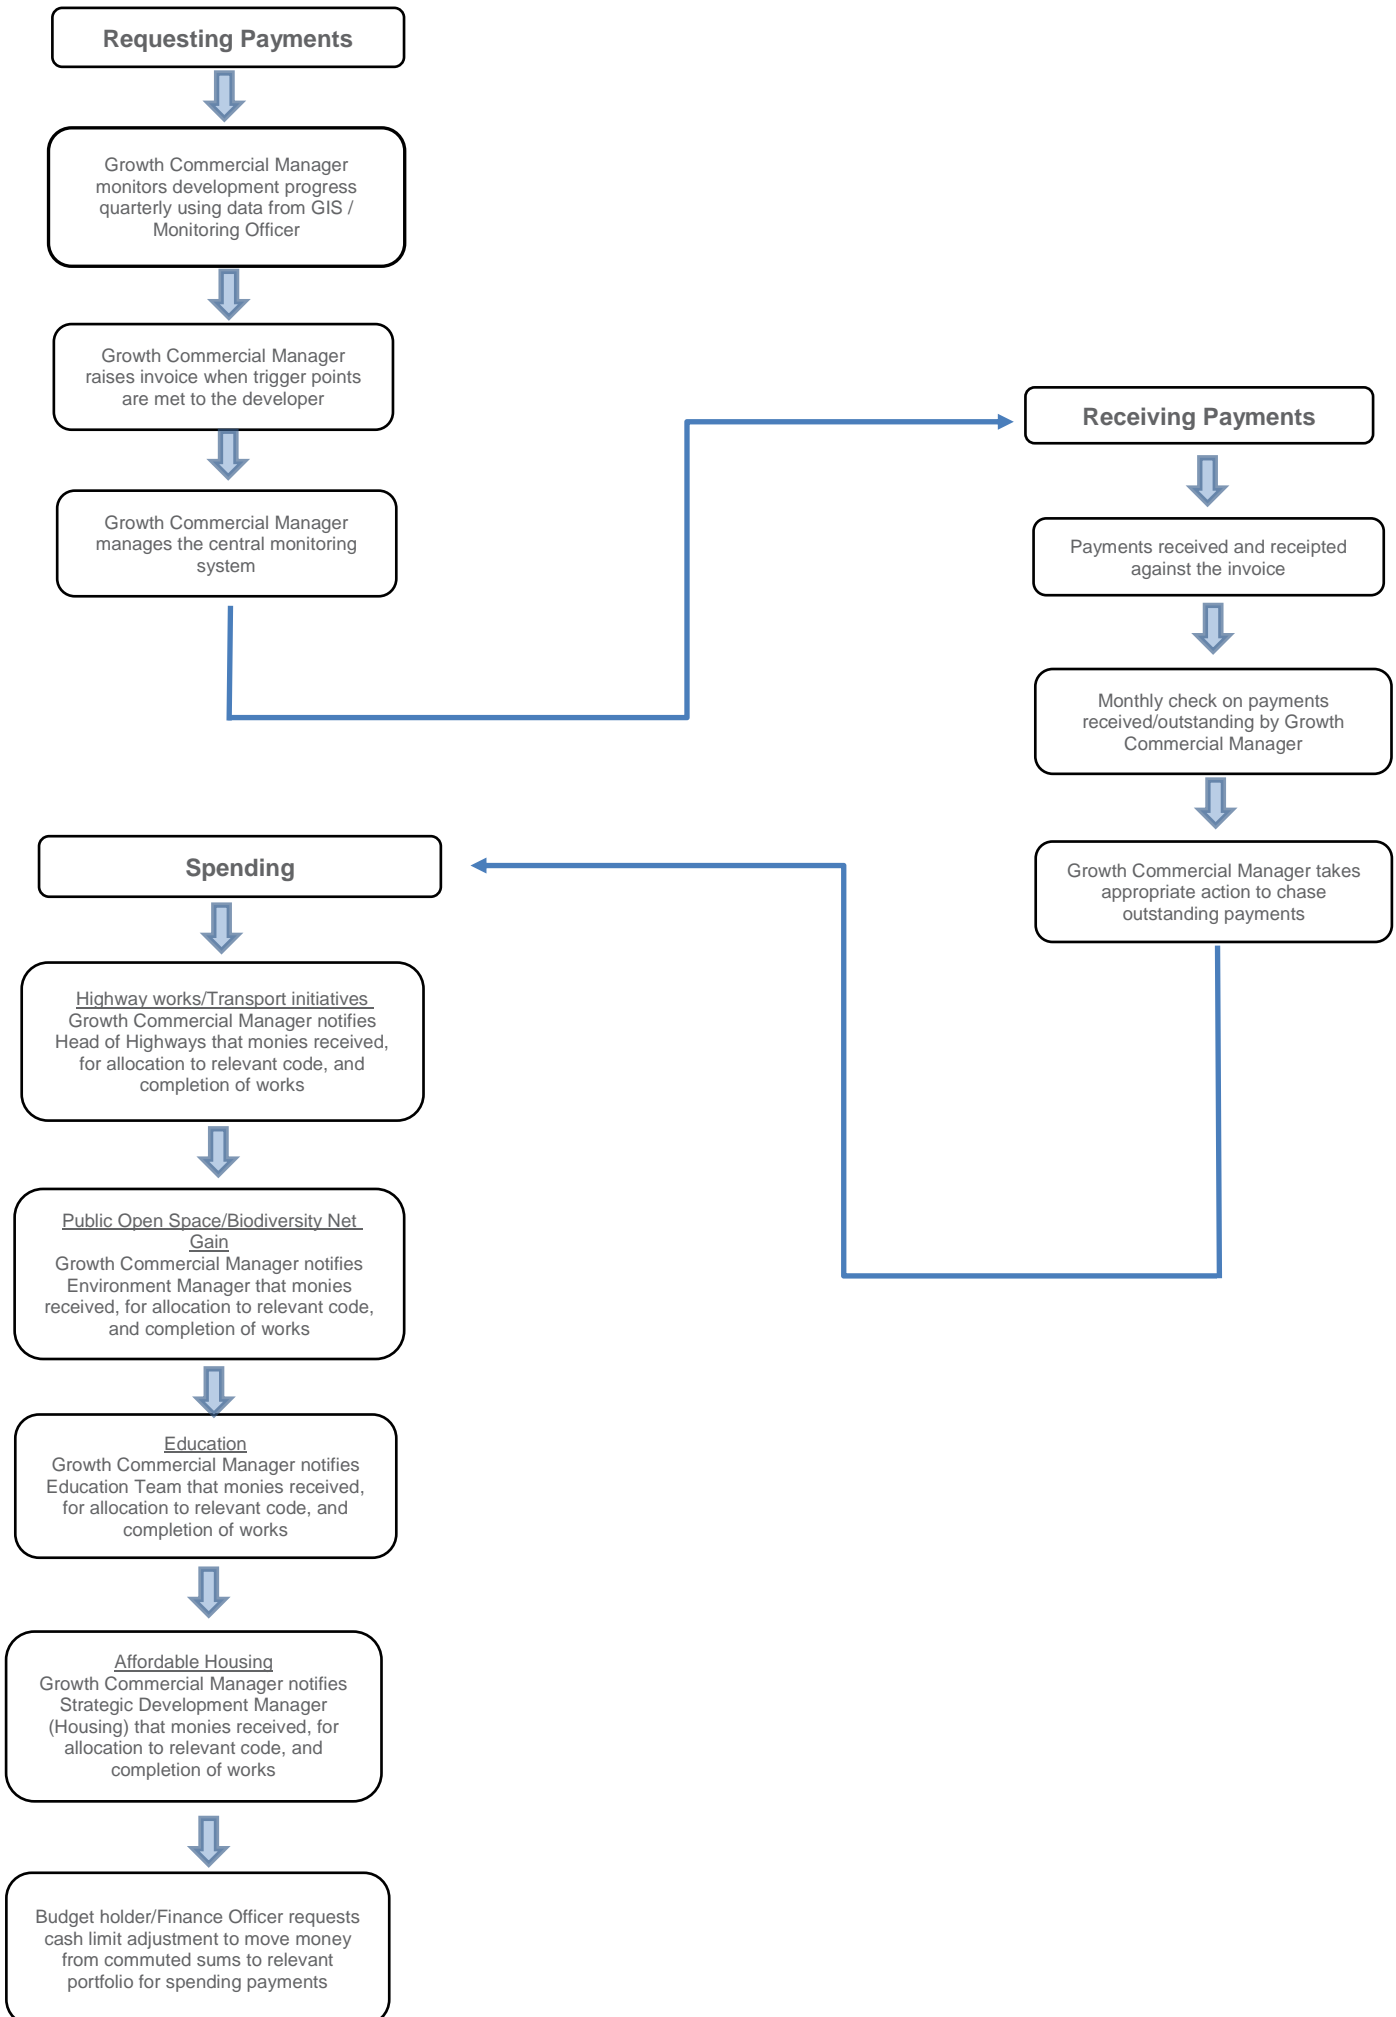 Requesting Payments
Growth Commercial Manager
monitors development progress
quarterly using data from GIS /
Monitoring Officer
Growth Commercial Manager
raises invoice when trigger points
are met to the developer
Growth Commercial Manager
manages the central monitoring
system
Receiving Payments
Payments received and receipted
against the invoice
Monthly check on payments
received/outstanding by Growth
Commercial Manager
Growth Commercial Manager takes
appropriate action to chase
outstanding payments
Spending
Highway works/Transport initiatives
Growth Commercial Manager notifies
Head of Highways that monies received,
for allocation to relevant code, and
completion of works
Public Open Space/Biodiversity Net
Gain
Growth Commercial Manager notifies
Environment Manager that monies
received, for allocation to relevant code,
and completion of works
Education
Growth Commercial Manager notifies
Education Team that monies received,
for allocation to relevant code, and
completion of works
Affordable Housing
Growth Commercial Manager notifies
Strategic Development Manager
(Housing) that monies received, for
allocation to relevant code, and
completion of works
Budget holder/Finance Officer requests
cash limit adjustment to move money
from commuted sums to relevant
portfolio for spending payments